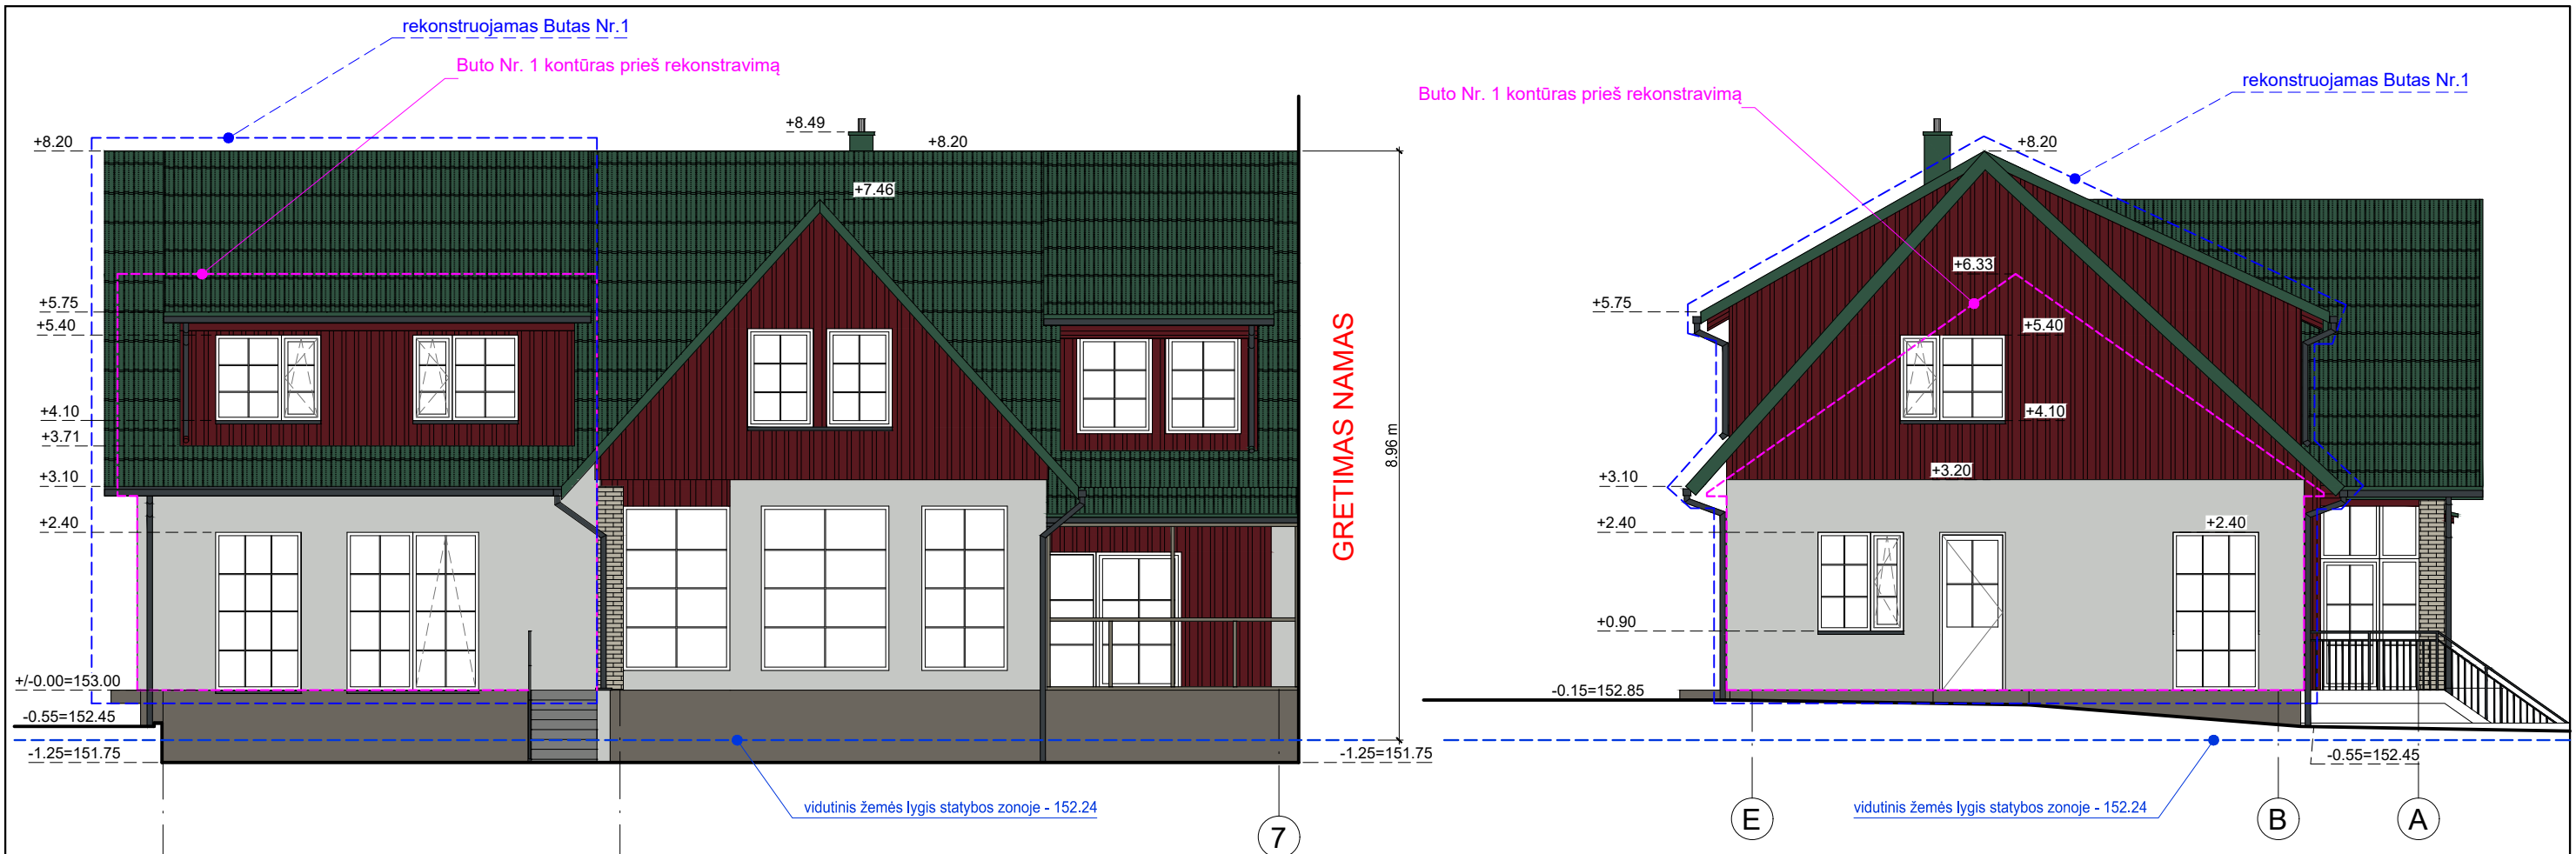 rekonstruojamas Butas Nr.1
Buto Nr. 1 kontūras prieš rekonstravimą
+8.20
+8.49
+8.20
+7.46
+5.75
+5.40
+4.10
+3.71
+3.10
+2.40
+/-0.00=153.00
-0.55=152.45
-1.25=151.75
GRETIMAS NAMAS
8.96 m
-1.25=151.75
vidutinis žemės lygis statybos zonoje - 152.24
7
Buto Nr. 1 kontūras prieš rekonstravimą
rekonstruojamas Butas Nr.1
+8.20
+6.33
+5.75
+5.40
+4.10
+3.20
+3.10
+2.40
+2.40
+0.90
-0.15=152.85
-0.55=152.45
vidutinis žemės lygis statybos zonoje - 152.24
E
B
A